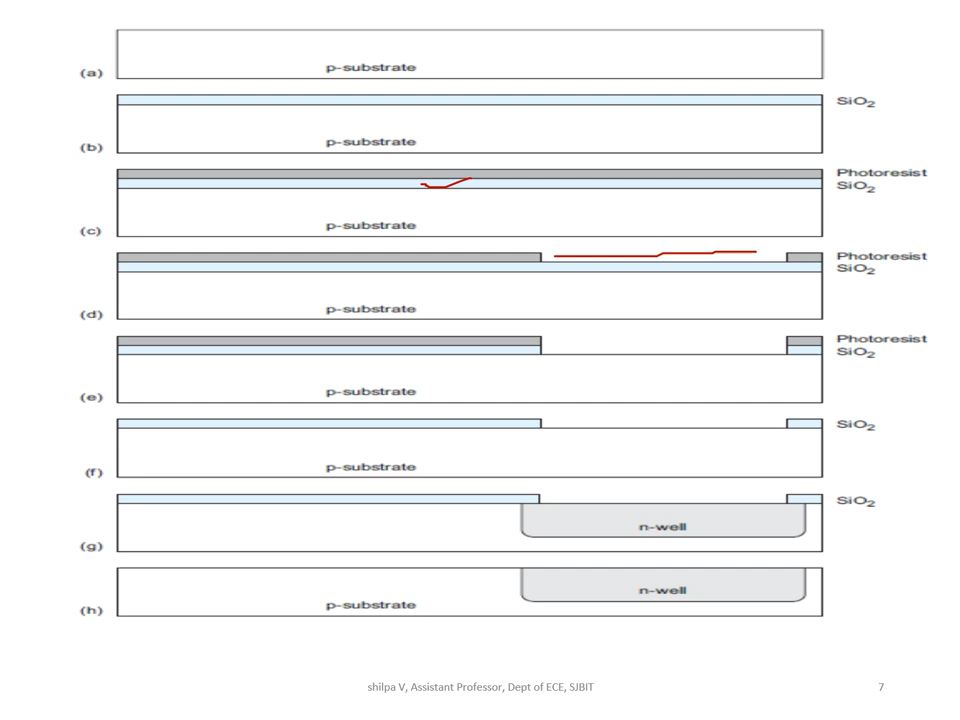 p-substrate
(a)
SiO2
p-substrate
(b)
Photoresist
SiO2
p-substrate
(c)
Photoresist
SiO2
p-substrate
(d)
Photoresist
SiO2
p-substrate
(e)
SiO2
p-substrate
(f)
SiO2
n-well
(g)
n-well
p-substrate
(h)
shilpa V, Assistant Professor, Dept of ECE, SJBIT 7